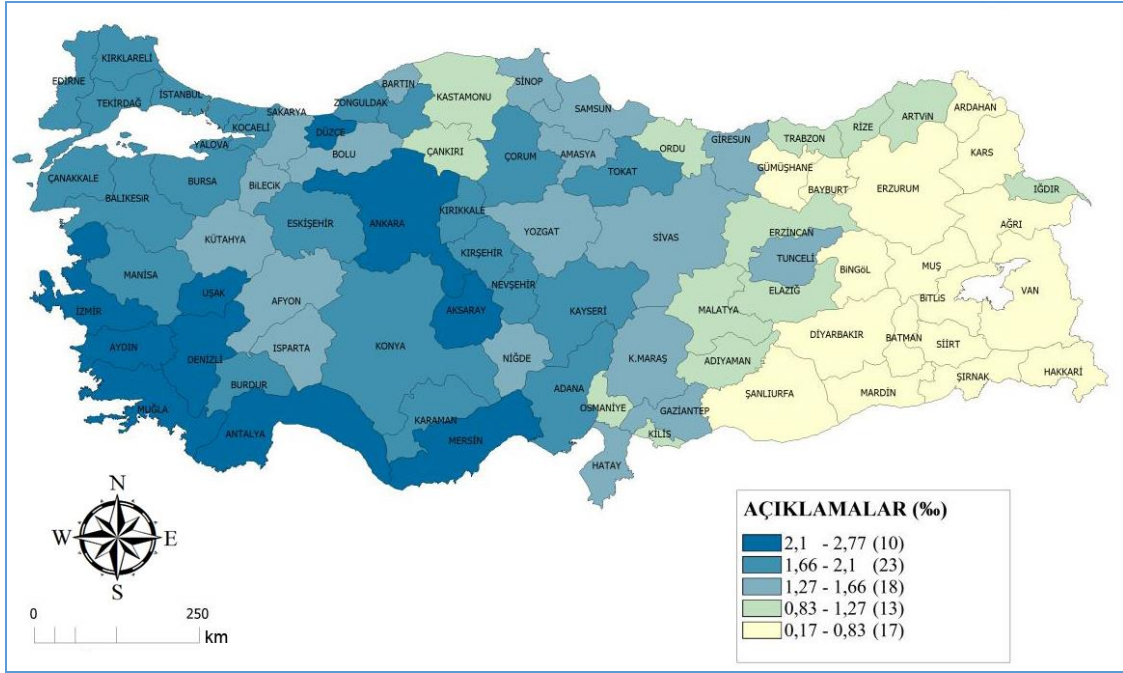 KIRKLARELİ
EDİRNE
TEKİRDAĞ
İSTANBUL
KOCAELİ
YALOVA
SAKARYA
DÜZCE
ZONGULDAK
BARTIN
KASTAMONU
SİNOP
SAMSUN
BOLU
ÇANKIRI
ÇORUM
AMASYA
TOKAT
ORDU
GİRESUN
TRABZON
RİZE
ARTVİN
ARDAHAN
KARS
GÜMÜŞHANE
BAYBURT
ERZURUM
IĞDIR
AĞRI
ÇANAKKALE
BALIKESİR
BURSA
BİLECİK
ESKİŞEHİR
ANKARA
KIRIKKALE
KIRŞEHİR
YOZGAT
SİVAS
ERZİNCAN
TUNCELİ
BİNGÖL
MUŞ
BİTLİS
VAN
KÜTAHYA
MANİSA
UŞAK
AFYON
İZMİR
AYDIN
DENİZLİ
ISPARTA
BURDUR
KONYA
AKSARAY
NEVŞEHİR
KAYSERİ
NİĞDE
MALATYA
ELAZIĞ
DİYARBAKIR
BATMAN
SİİRT
ŞIRNAK
HAKKARİ
MARDİN
ŞANLIURFA
ADIYAMAN
K.MARAŞ
GAZİANTEP
KİLİS
OSMANİYE
HATAY
ADANA
MERSİN
KARAMAN
ANTALYA
MUĞLA
N
W E
S
0 250
km
AÇIKLAMALAR (‰)
2,1 - 2,77 (10)
1,66 - 2,1 (23)
1,27 - 1,66 (18)
0,83 - 1,27 (13)
0,17 - 0,83 (17)